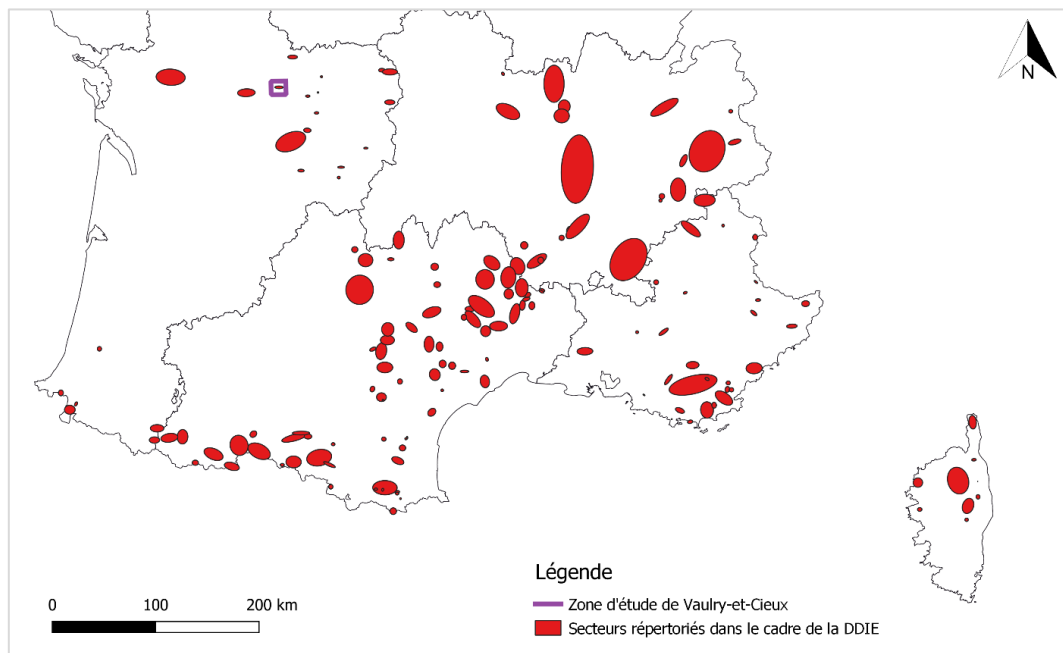 N
Légende
0 100 200 km
Zone d'étude de Vaulry-et-Cieux
Secteurs répertoriés dans le cadre de la DDIE